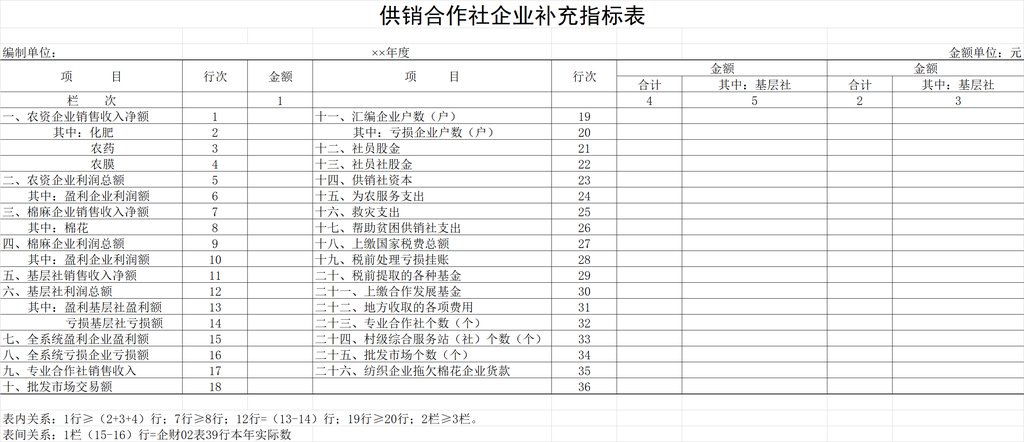 供销合作社企业补充指标表
编制单位： ××年度 金额单位：元
项 目 行次 金额 项 目 行次 金额 金额
合计 其中：基层社 合计 其中：基层社
栏 次 1 4 5 2 3
一、农资企业销售收入净额 1 十一、汇编企业户数（户） 19
其中：化肥 2 其中：亏损企业户数（户） 20
农药 3 十二、社员股金 21
农膜 4 十三、社员社股金 22
二、农资企业利润总额 5 十四、供销社资本 23
其中：盈利企业利润额 6 十五、为农服务支出 24
三、棉麻企业销售收入净额 7 十六、救灾支出 25
其中：棉花 8 十七、帮助贫困供销社支出 26
四、棉麻企业利润总额 9 十八、上缴国家税费总额 27
其中：盈利企业利润额 10 十九、税前处理亏损挂账 28
五、基层社销售收入净额 11 二十、税前提取的各种基金 29
六、基层社利润总额 12 二十一、上缴合作发展基金 30
其中：盈利基层社盈利额 13 二十二、地方收取的各项费用 31
亏损基层社亏损额 14 二十三、专业合作社个数（个） 32
七、全系统盈利企业盈利额 15 二十四、村级综合服务站（社）个数（个） 33
八、全系统亏损企业亏损额 16 二十五、批发市场个数（个） 34
九、专业合作社销售收入 17 二十六、纺织企业拖欠棉花企业货款 35
十、批发市场交易额 18 36
表内关系：1行≥（2+3+4）行；7行≥8行；12行=（13-14）行；19行≥20行；2栏≥3栏。
表间关系：1栏（15-16）行=企财02表39行本年实际数